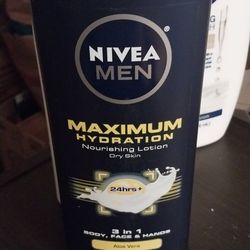 NIVEA
MEN
MAXIMUM
HYDRATION
Nourishing Lotion
Dry Skin
24hrs+
3 in 1
BODY, FACE & HANDS
Aloe Vera